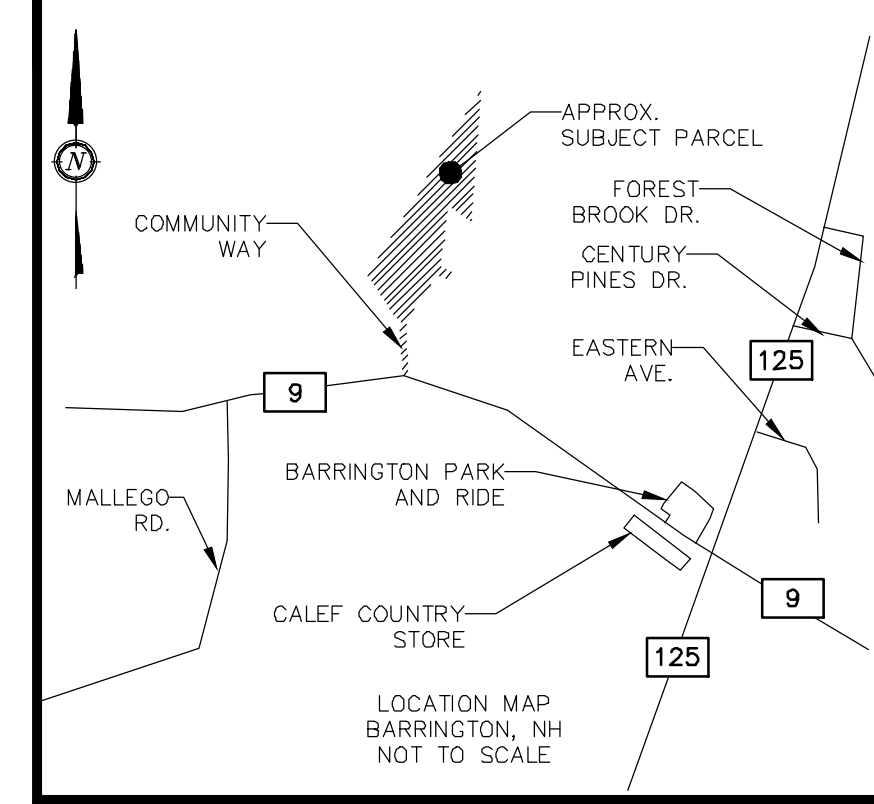 APPROX.
SUBJECT PARCEL
N
FOREST
BROOK DR.
COMMUNITY
WAY
CENTURY
PINES DR.
EASTERN
AVE.
125
9
BARRINGTON PARK
AND RIDE
MALLEGO
RD.
9
CALEF COUNTRY
STORE
125
LOCATION MAP
BARRINGTON, NH
NOT TO SCALE